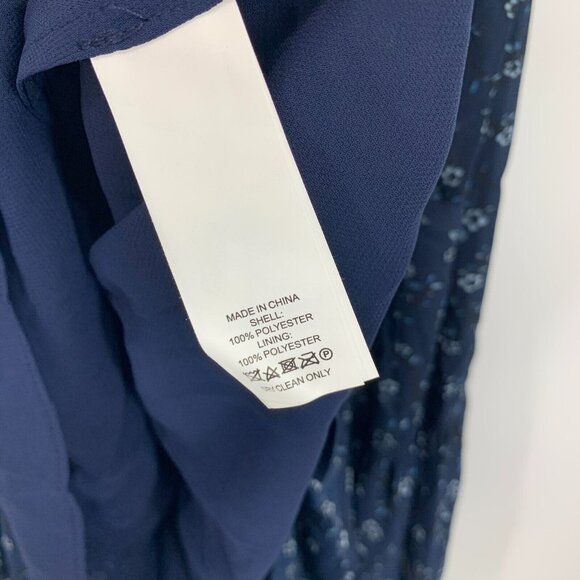 MADE IN CHINA
SHELL:
100% POLYESTER
LINING:
100% POLYESTER
P
CLEAN ONLY